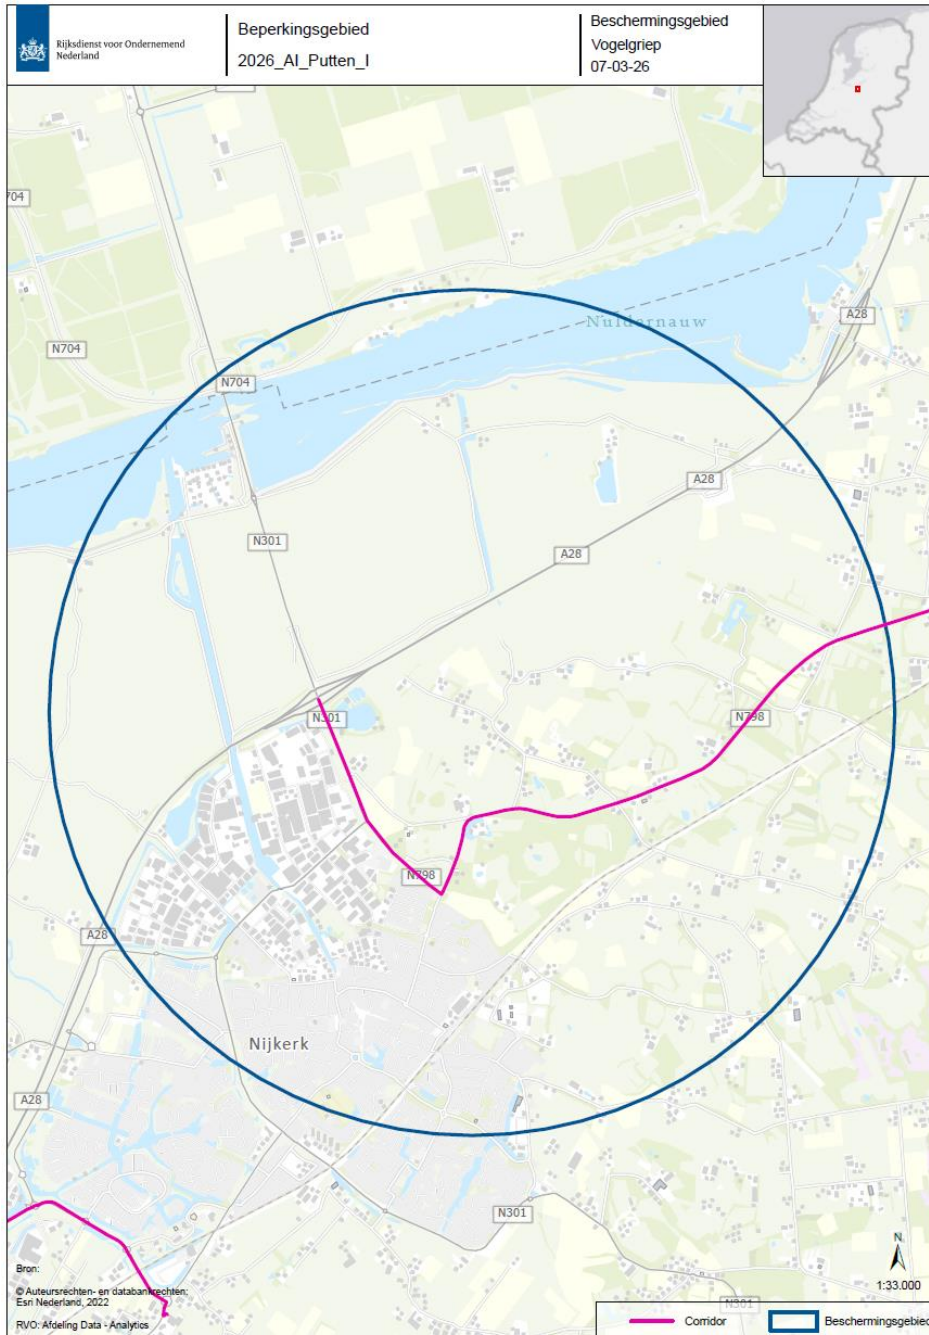 Rijksdienst voor Ondernemend
Nederland
Beperkingsgebied
2026_AI_Putten_I
Beschermingsgebied
Vogelgriep
07-03-26
N704
Nuldernauw
A28
N704
N704
A28
N301
A28
N301
N798
N798
A28
Nijkerk
A28
N301
N301
N
1:33.000
Bron:
© Auteursrechten- en databankrechten:
Esri Nederland, 2022
RVO: Afdeling Data - Analytics
Corridor
Beschermingsgebied